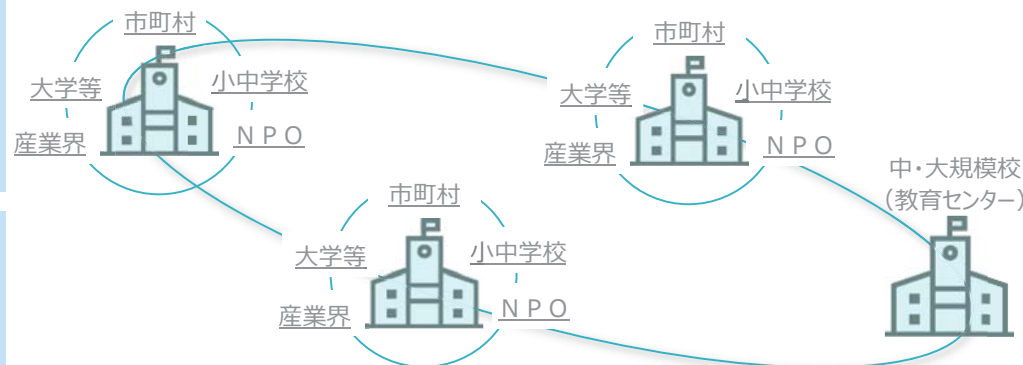 市町村
大学等
小中学校
産業界
ＮＰＯ
市町村
大学等
小中学校
産業界
ＮＰＯ
市町村
大学等
小中学校
産業界
ＮＰＯ
中・大規模校
（教育センター）